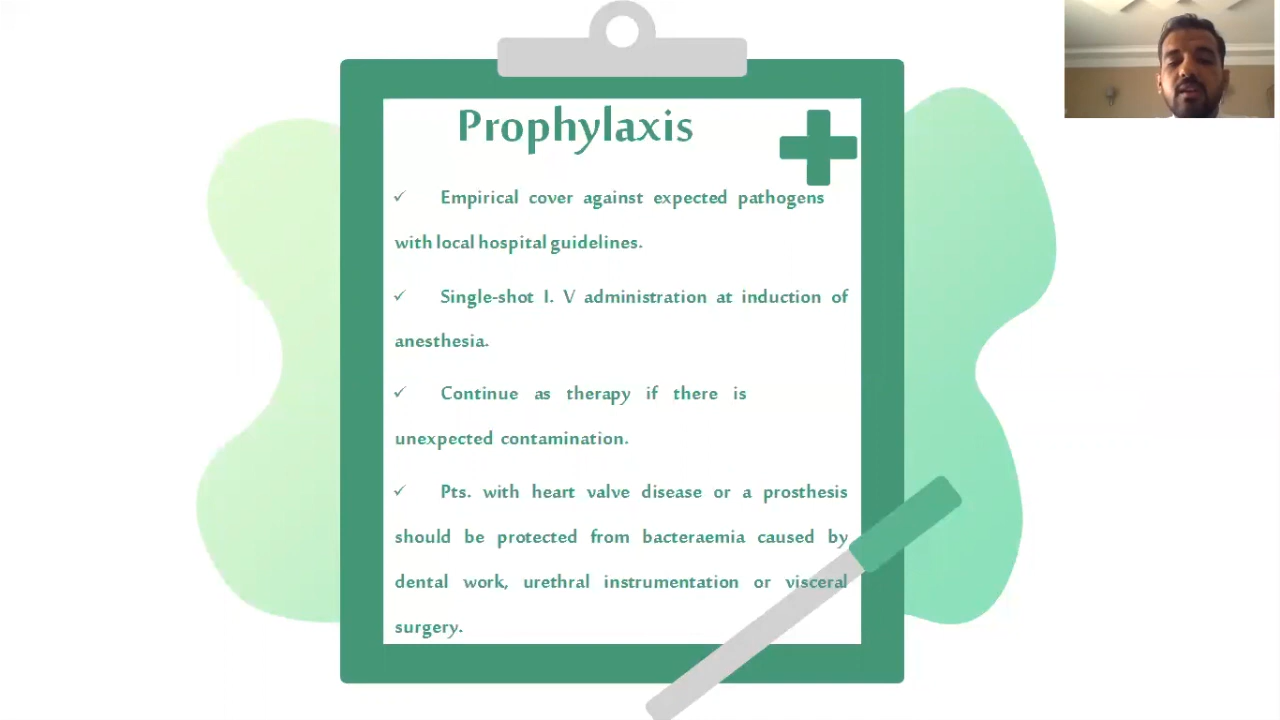 Prophylaxis
✓ Empirical cover against expected pathogens
with local hospital guidelines.
✓ Single-shot I. V administration at induction of
anesthesia.
✓ Continue as therapy if there is
unexpected contamination.
✓ Pts. with heart valve disease or a prosthesis
should be protected from bacteraemia caused by
dental work, urethral instrumentation or visceral
surgery.